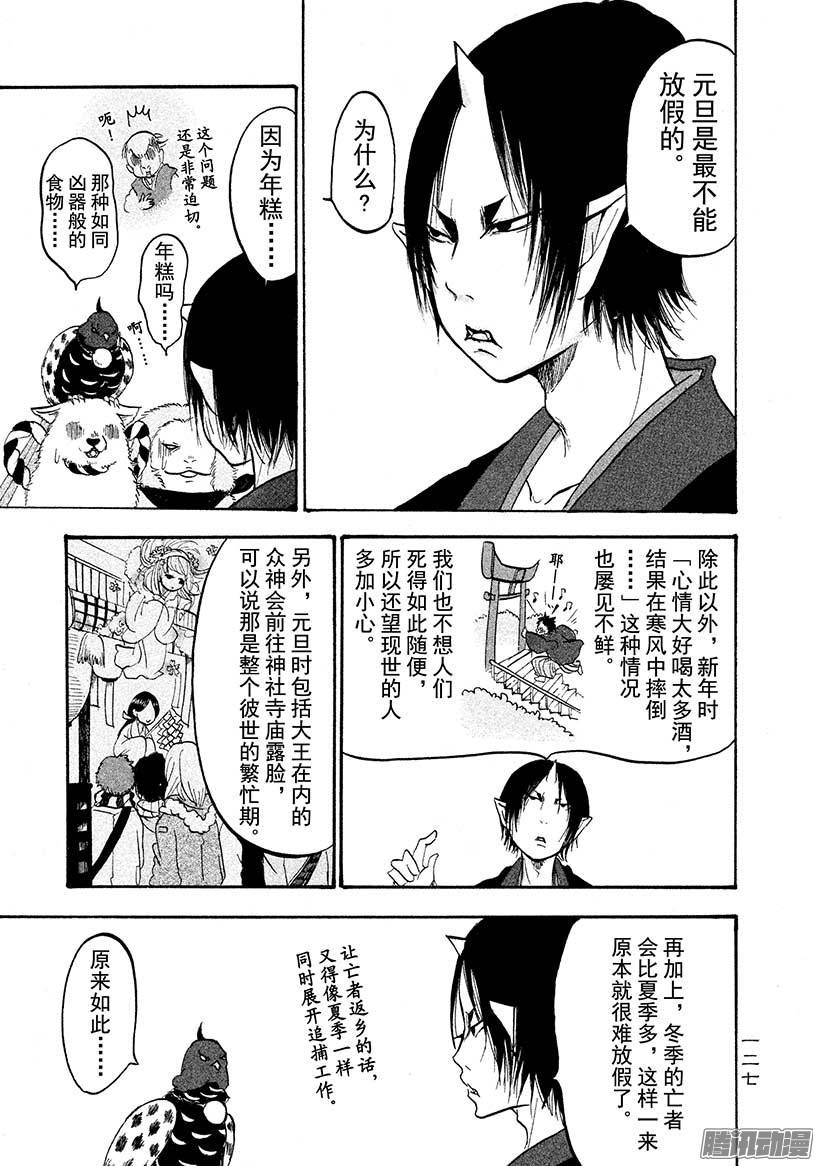 元旦是最不能
放假的。
为什么？
因为年糕……
这个问题
还是非常迫切。
呃！
年糕吗……
那种如同
凶器般的
食物……
啊……
除此以外，新年时
「心情大好喝太多酒，
结果在寒风中摔倒
……」这种情况
也屡见不鲜。
耶——
我们也不想人们
死得如此随便，
所以还望现世的人
多加小心。
另外，元旦时包括大王在内的
众神会前往神社寺庙露脸，
可以说那是整个彼世的繁忙期。
再加上，冬季的亡者
会比夏季多，这样一来
原本就很难放假了。
让亡者返乡的话，
又得像夏季一样
同时展开追捕工作。
原来如此……
一二七
腾讯动漫